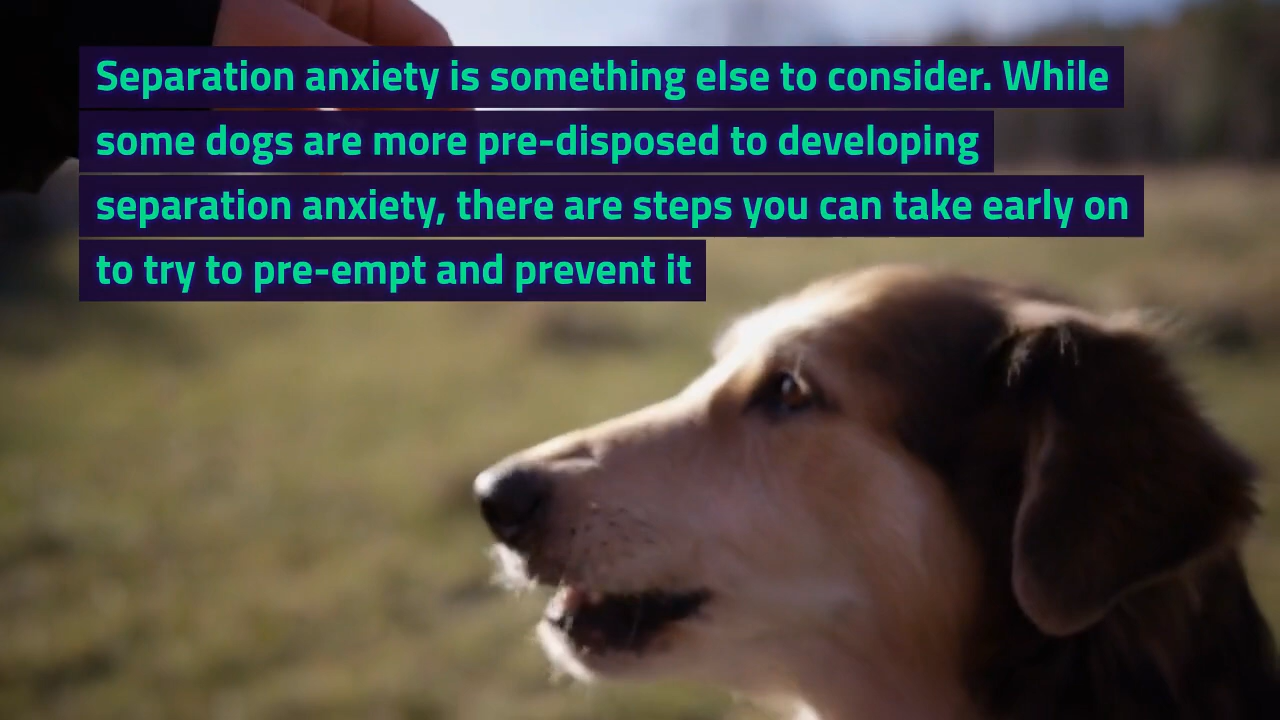 Separation anxiety is something else to consider. While
some dogs are more pre-disposed to developing
separation anxiety, there are steps you can take early on
to try to pre-empt and prevent it